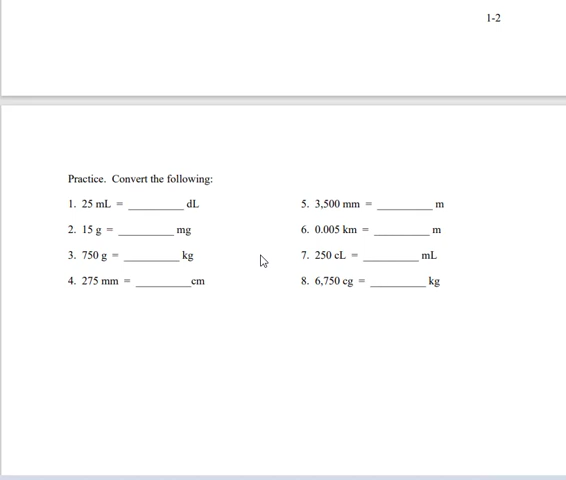 1-2
Practice. Convert the following:
1. 25 mL = __________ dL
2. 15 g = __________ mg
3. 750 g = __________ kg
4. 275 mm = __________cm
5. 3,500 mm = __________ m
6. 0.005 km = __________ m
7. 250 cL = __________ mL
8. 6,750 cg = __________ kg